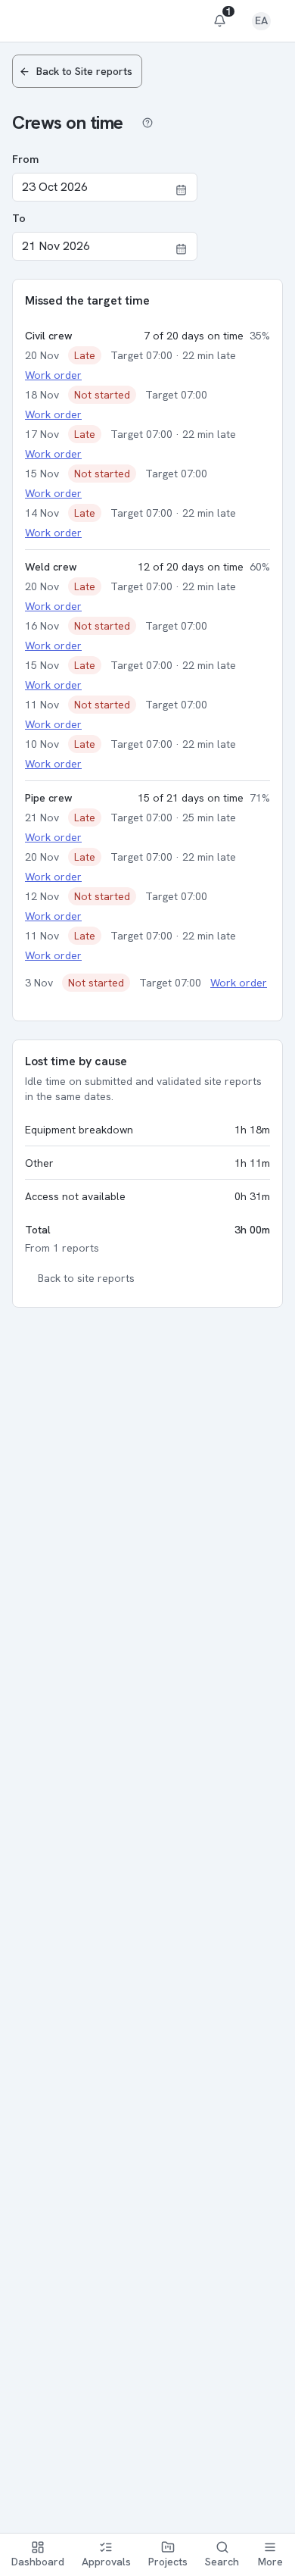 1
EA
Back to Site reports
Crews on time
From
23 Oct 2026
To
21 Nov 2026
Missed the target time
Civil crew 7 of 20 days on time 35%
20 Nov Late Target 07:00 · 22 min late
Work order
18 Nov Not started Target 07:00
Work order
17 Nov Late Target 07:00 · 22 min late
Work order
15 Nov Not started Target 07:00
Work order
14 Nov Late Target 07:00 · 22 min late
Work order
Weld crew 12 of 20 days on time 60%
20 Nov Late Target 07:00 · 22 min late
Work order
16 Nov Not started Target 07:00
Work order
15 Nov Late Target 07:00 · 22 min late
Work order
11 Nov Not started Target 07:00
Work order
10 Nov Late Target 07:00 · 22 min late
Work order
Pipe crew 15 of 21 days on time 71%
21 Nov Late Target 07:00 · 25 min late
Work order
20 Nov Late Target 07:00 · 22 min late
Work order
12 Nov Not started Target 07:00
Work order
11 Nov Late Target 07:00 · 22 min late
Work order
3 Nov Not started Target 07:00 Work order
Lost time by cause
Idle time on submitted and validated site reports
in the same dates.
Equipment breakdown 1h 18m
Other 1h 11m
Access not available 0h 31m
Total 3h 00m
From 1 reports
Back to site reports
Dashboard Approvals Projects Search More